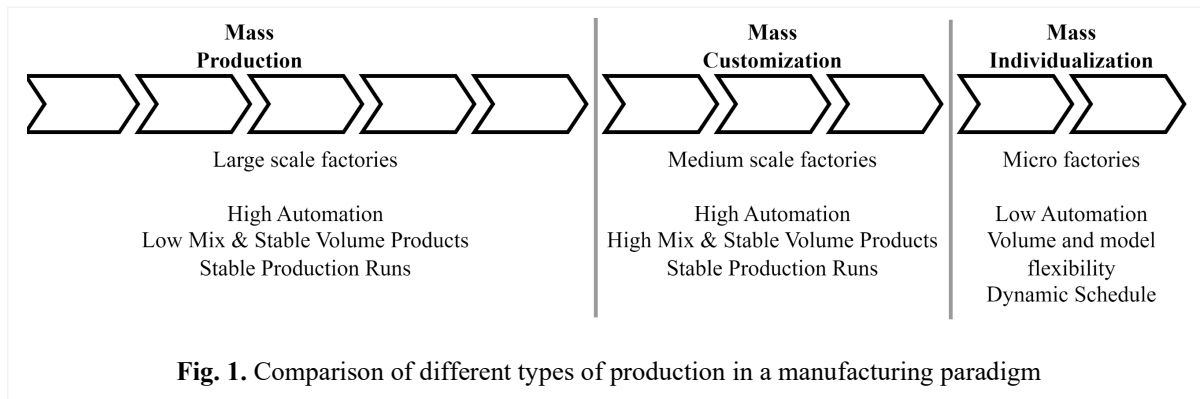 Mass
Production
Large scale factories
High Automation
Low Mix & Stable Volume Products
Stable Production Runs
Mass
Customization
Medium scale factories
High Automation
High Mix & Stable Volume Products
Stable Production Runs
Mass
Individualization
Micro factories
Low Automation
Volume and model
flexibility
Dynamic Schedule
Fig. 1. Comparison of different types of production in a manufacturing paradigm